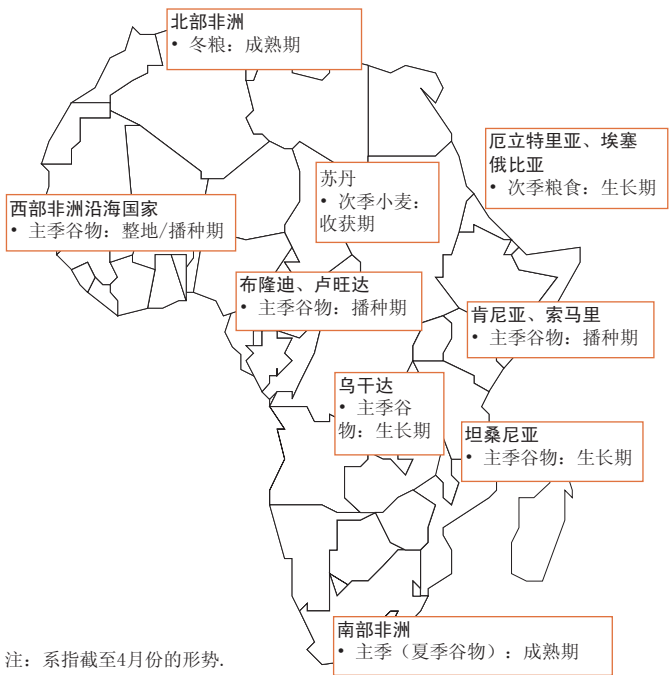 北部非洲
• 冬粮：成熟期
厄立特里亚、埃塞
俄比亚
• 次季粮食：生长期
苏丹
• 次季小麦：
收获期
西部非洲沿海国家
• 主季谷物：整地/播种期
布隆迪、卢旺达
• 主季谷物：播种期
肯尼亚、索马里
• 主季谷物：播种期
乌干达
• 主季谷
物：生长期
坦桑尼亚
• 主季谷物：生长期
南部非洲
• 主季（夏季谷物）：成熟期
注：系指截至4月份的形势.